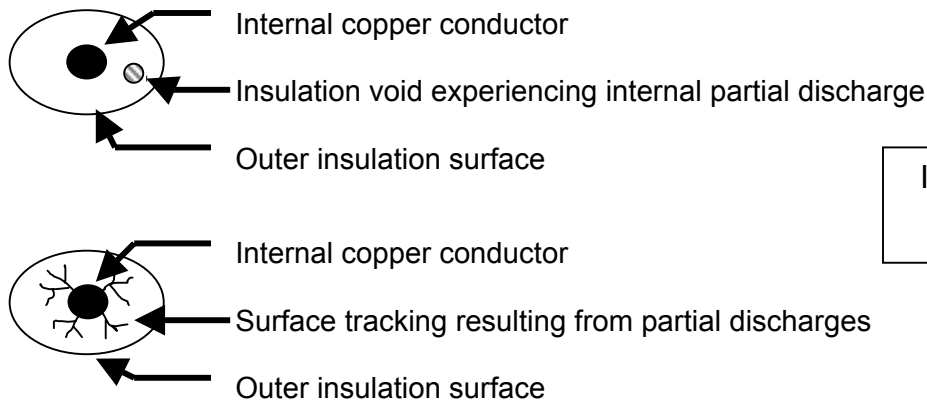 Internal copper conductor
Insulation void experiencing internal partial discharge
Outer insulation surface
Internal copper conductor
Surface tracking resulting from partial discharges
Outer insulation surface